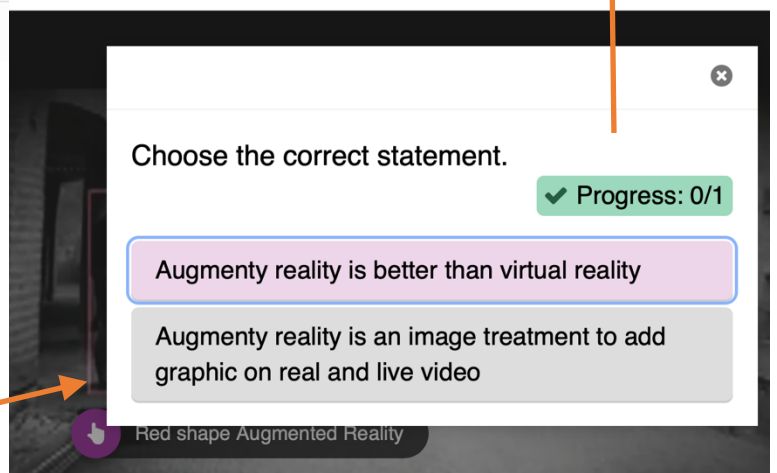 Choose the correct statement.
Progress: 0/1
Augmenty reality is better than virtual reality
Augmenty reality is an image treatment to add
graphic on real and live video
Red shape Augmented Reality